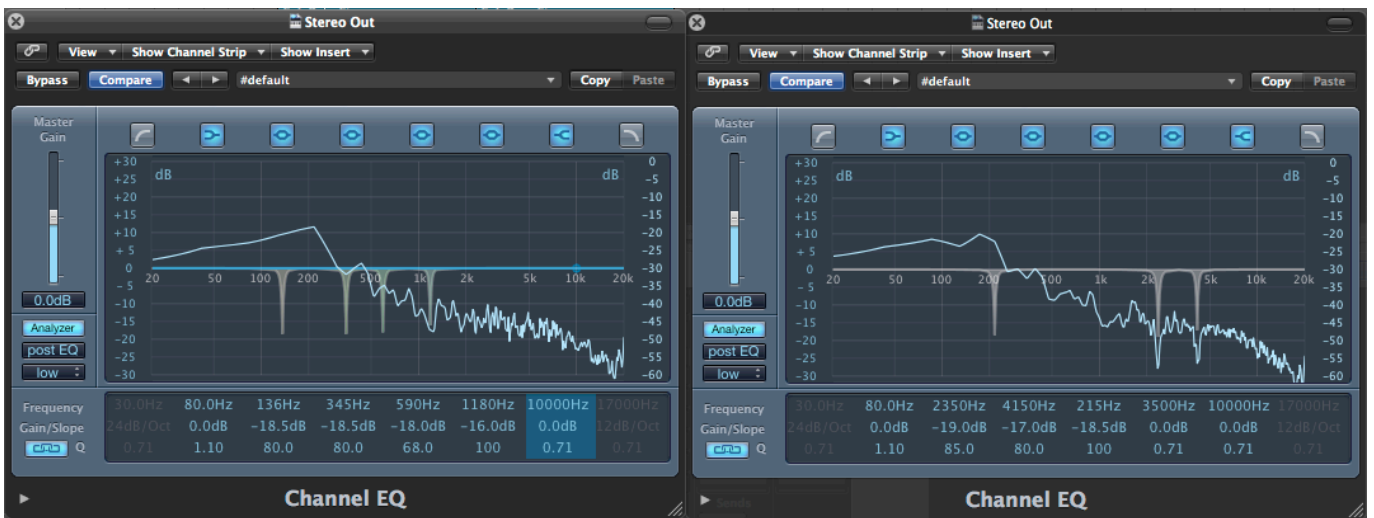 Stereo Out
View Show Channel Strip Show Insert
Bypass Compare #default Copy Paste
Master
Gain
+30 dB dB 0
+25 -5
+20 -10
+15 -15
+10 -20
+ 5 -25
0 20 50 100 200 500 1k 2k 5k 10k 20k -30
- 5 -35
-10 -40
-15 -45
-20 -50
-25 -55
-30 -60
0.0dB
Analyzer
post EQ
low
Frequency 30.0Hz 80.0Hz 136Hz 345Hz 590Hz 1180Hz 10000Hz 17000Hz
Gain/Slope 24dB/Oct 0.0dB -18.5dB -18.5dB -18.0dB -16.0dB 0.0dB 12dB/Oct
Q 0.71 1.10 80.0 80.0 68.0 100 0.71 0.71
Channel EQ
Stereo Out
View Show Channel Strip Show Insert
Bypass Compare #default Copy Paste
Master
Gain
+30 dB dB 0
+25 -5
+20 -10
+15 -15
+10 -20
+ 5 -25
0 20 50 100 200 500 1k 2k 5k 10k 20k -30
- 5 -35
-10 -40
-15 -45
-20 -50
-25 -55
-30 -60
0.0dB
Analyzer
post EQ
low
Frequency 30.0Hz 80.0Hz 2350Hz 4150Hz 215Hz 3500Hz 10000Hz 17000Hz
Gain/Slope 24dB/Oct 0.0dB -19.0dB -17.0dB -18.5dB 0.0dB 0.0dB 12dB/Oct
Q 0.71 1.10 85.0 80.0 100 0.71 0.71 0.71
Sends
Channel EQ